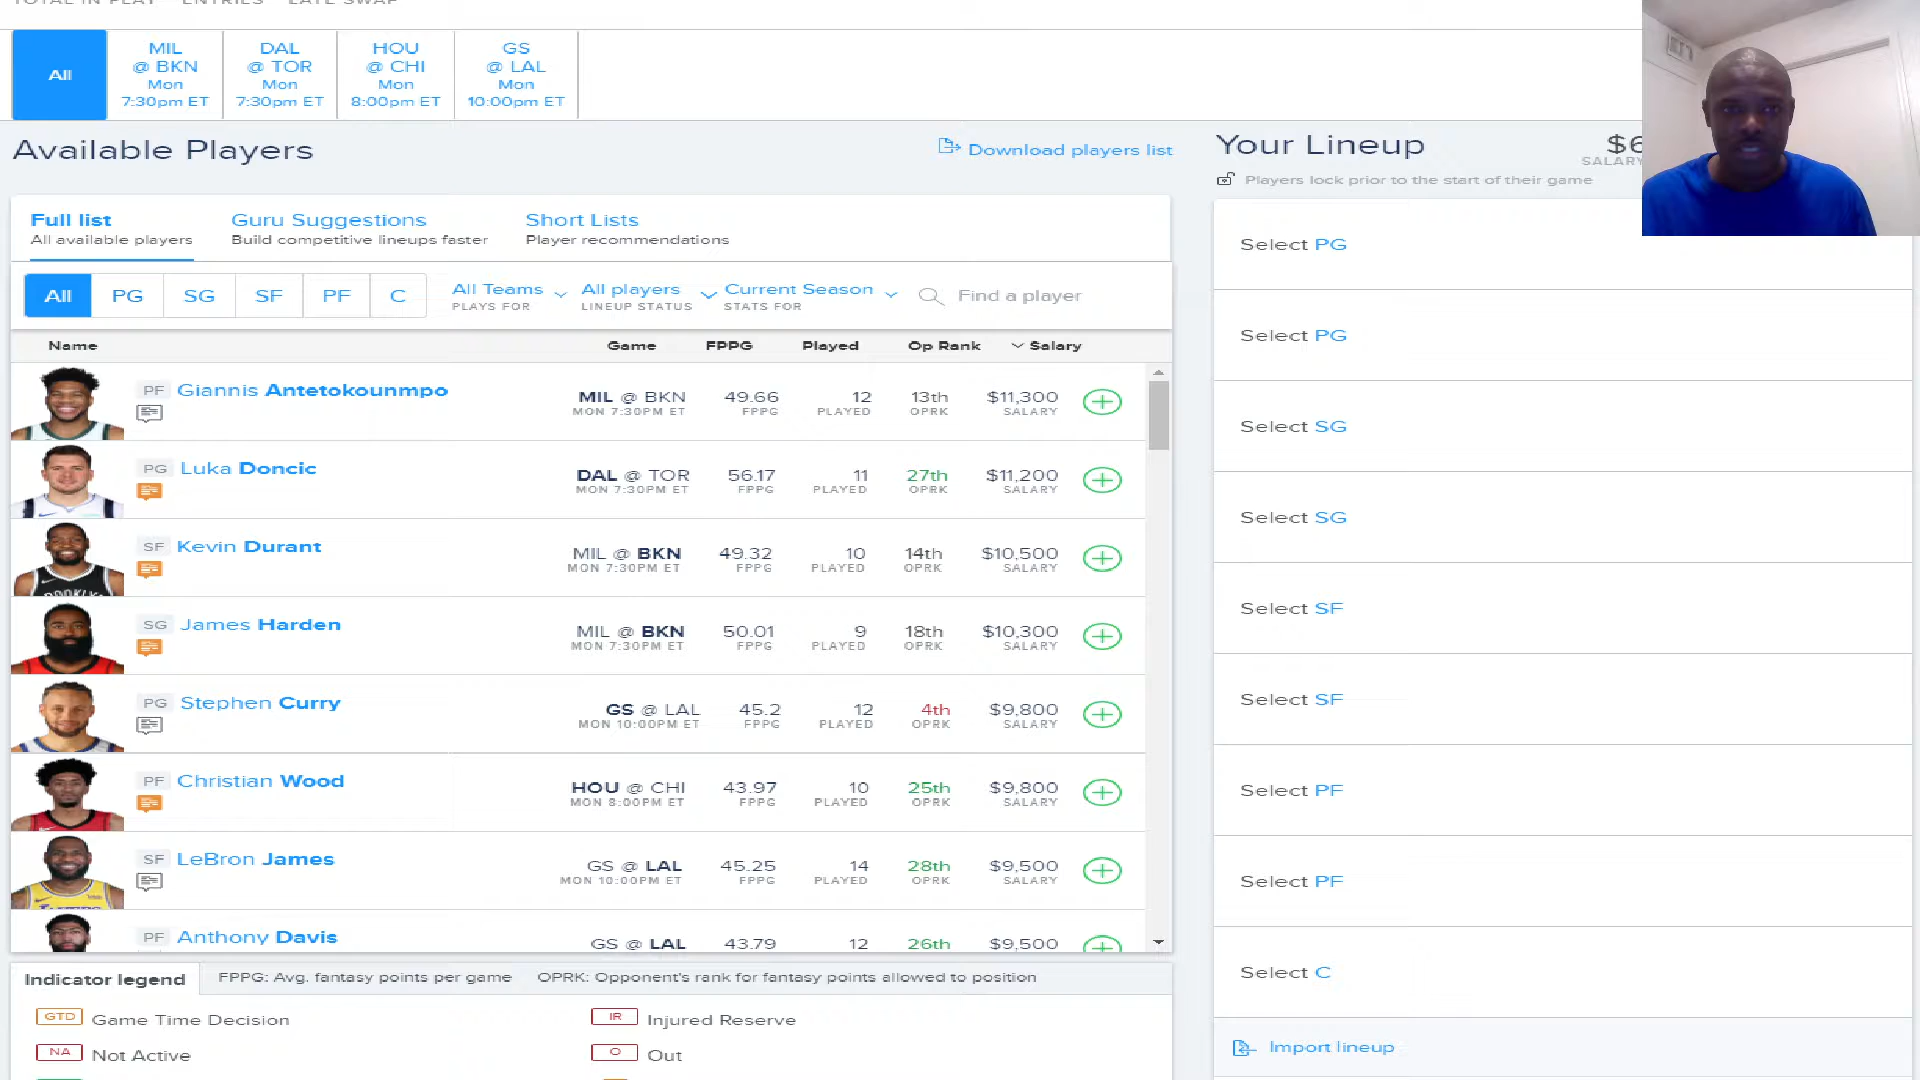 TOTAL IN PLAY ENTRIES LATE SWAP
All
MIL @ BKN Mon 7:30pm ET
DAL @ TOR Mon 7:30pm ET
HOU @ CHI Mon 8:00pm ET
GS @ LAL Mon 10:00pm ET
Available Players
Download players list
Full list
All available players
Guru Suggestions
Build competitive lineups faster
Short Lists
Player recommendations
All PG SG SF PF C
All Teams
PLAYS FOR
All players
LINEUP STATUS
Current Season
STATS FOR
Find a player
Name Game FPPG Played Op Rank Salary
PF Giannis Antetokounmpo MIL @ BKN 49.66 12 13th $11,300
MON 7:30PM ET FPPG PLAYED OPRK SALARY
PG Luka Doncic DAL @ TOR 56.17 11 27th $11,200
MON 7:30PM ET FPPG PLAYED OPRK SALARY
SF Kevin Durant MIL @ BKN 49.32 10 14th $10,500
MON 7:30PM ET FPPG PLAYED OPRK SALARY
SG James Harden MIL @ BKN 50.01 9 18th $10,300
MON 7:30PM ET FPPG PLAYED OPRK SALARY
PG Stephen Curry GS @ LAL 45.2 12 4th $9,800
MON 10:00PM ET FPPG PLAYED OPRK SALARY
PF Christian Wood HOU @ CHI 43.97 10 25th $9,800
MON 8:00PM ET FPPG PLAYED OPRK SALARY
SF LeBron James GS @ LAL 45.25 14 28th $9,500
MON 10:00PM ET FPPG PLAYED OPRK SALARY
PF Anthony Davis GS @ LAL 43.79 12 26th $9,500
Indicator legend FPPG: Avg. fantasy points per game OPRK: Opponent's rank for fantasy points allowed to position
GTD Game Time Decision
IR Injured Reserve
NA Not Active
O Out
Your Lineup
$6
SALARY
Players lock prior to the start of their game
Select PG
Select PG
Select SG
Select SG
Select SF
Select SF
Select PF
Select PF
Select C
Import lineup